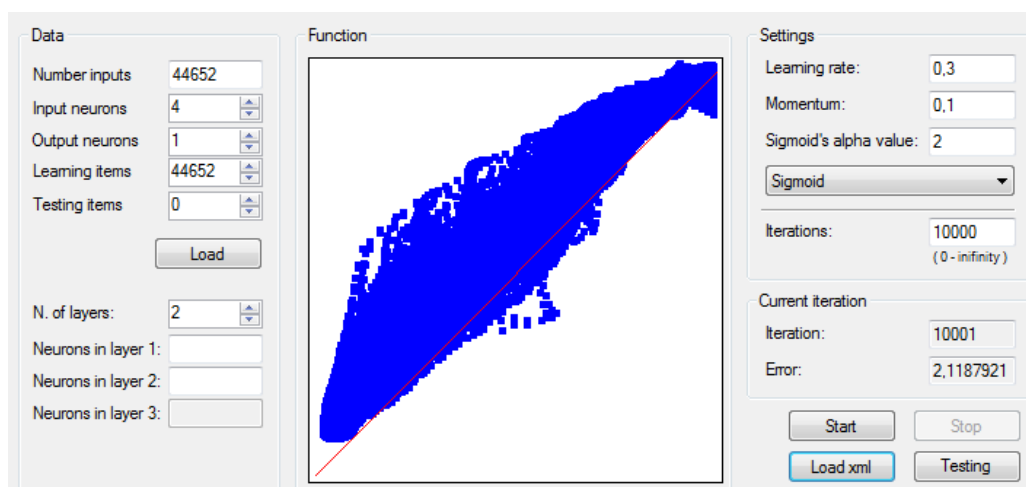 Data
Number inputs 44652
Input neurons 4
Output neurons 1
Learning items 44652
Testing items 0
Load
N. of layers: 2
Neurons in layer 1:
Neurons in layer 2:
Neurons in layer 3:
Function
Settings
Learning rate: 0,3
Momentum: 0,1
Sigmoid's alpha value: 2
Sigmoid
Iterations: 10000
( 0 - inifinity )
Current iteration
Iteration: 10001
Error: 2,1187921
Start Stop
Load xml Testing